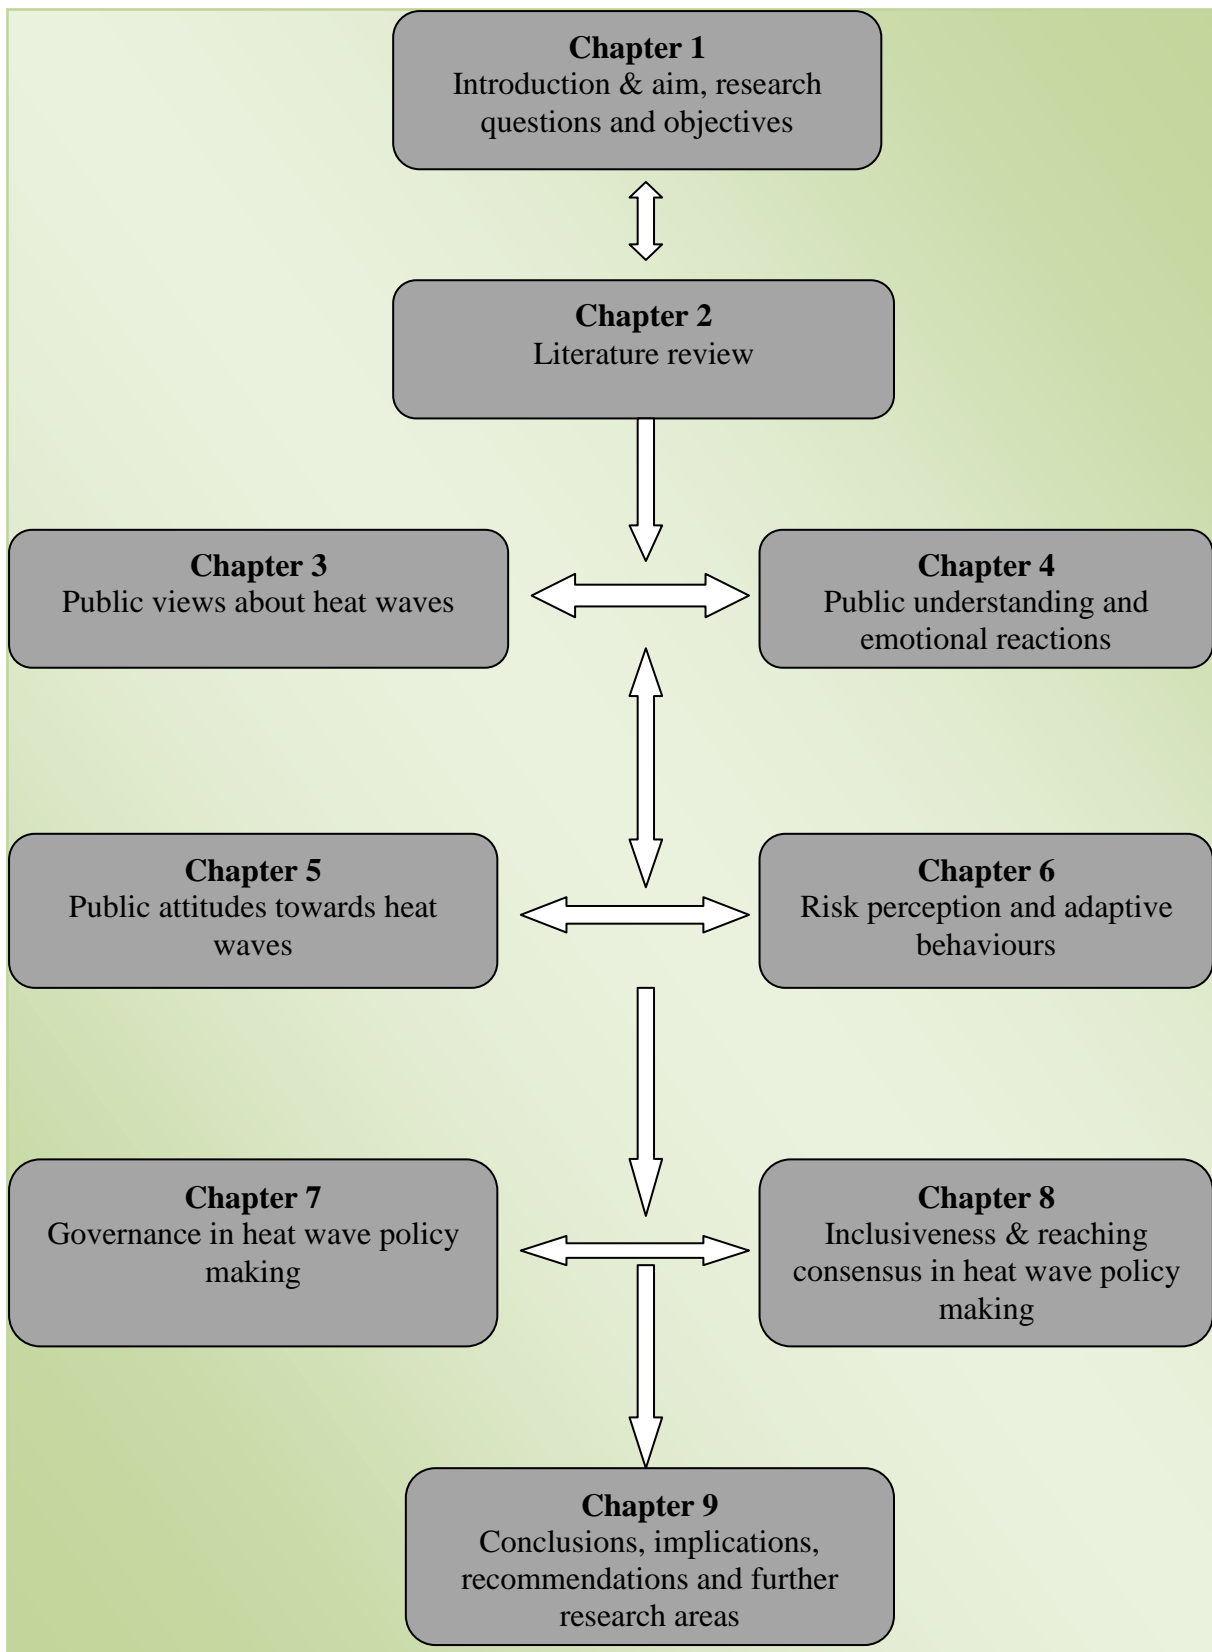 Chapter 1
Introduction & aim, research
questions and objectives
Chapter 2
Literature review
Chapter 3
Public views about heat waves
Chapter 4
Public understanding and
emotional reactions
Chapter 5
Public attitudes towards heat
waves
Chapter 6
Risk perception and adaptive
behaviours
Chapter 7
Governance in heat wave policy
making
Chapter 8
Inclusiveness & reaching
consensus in heat wave policy
making
Chapter 9
Conclusions, implications,
recommendations and further
research areas